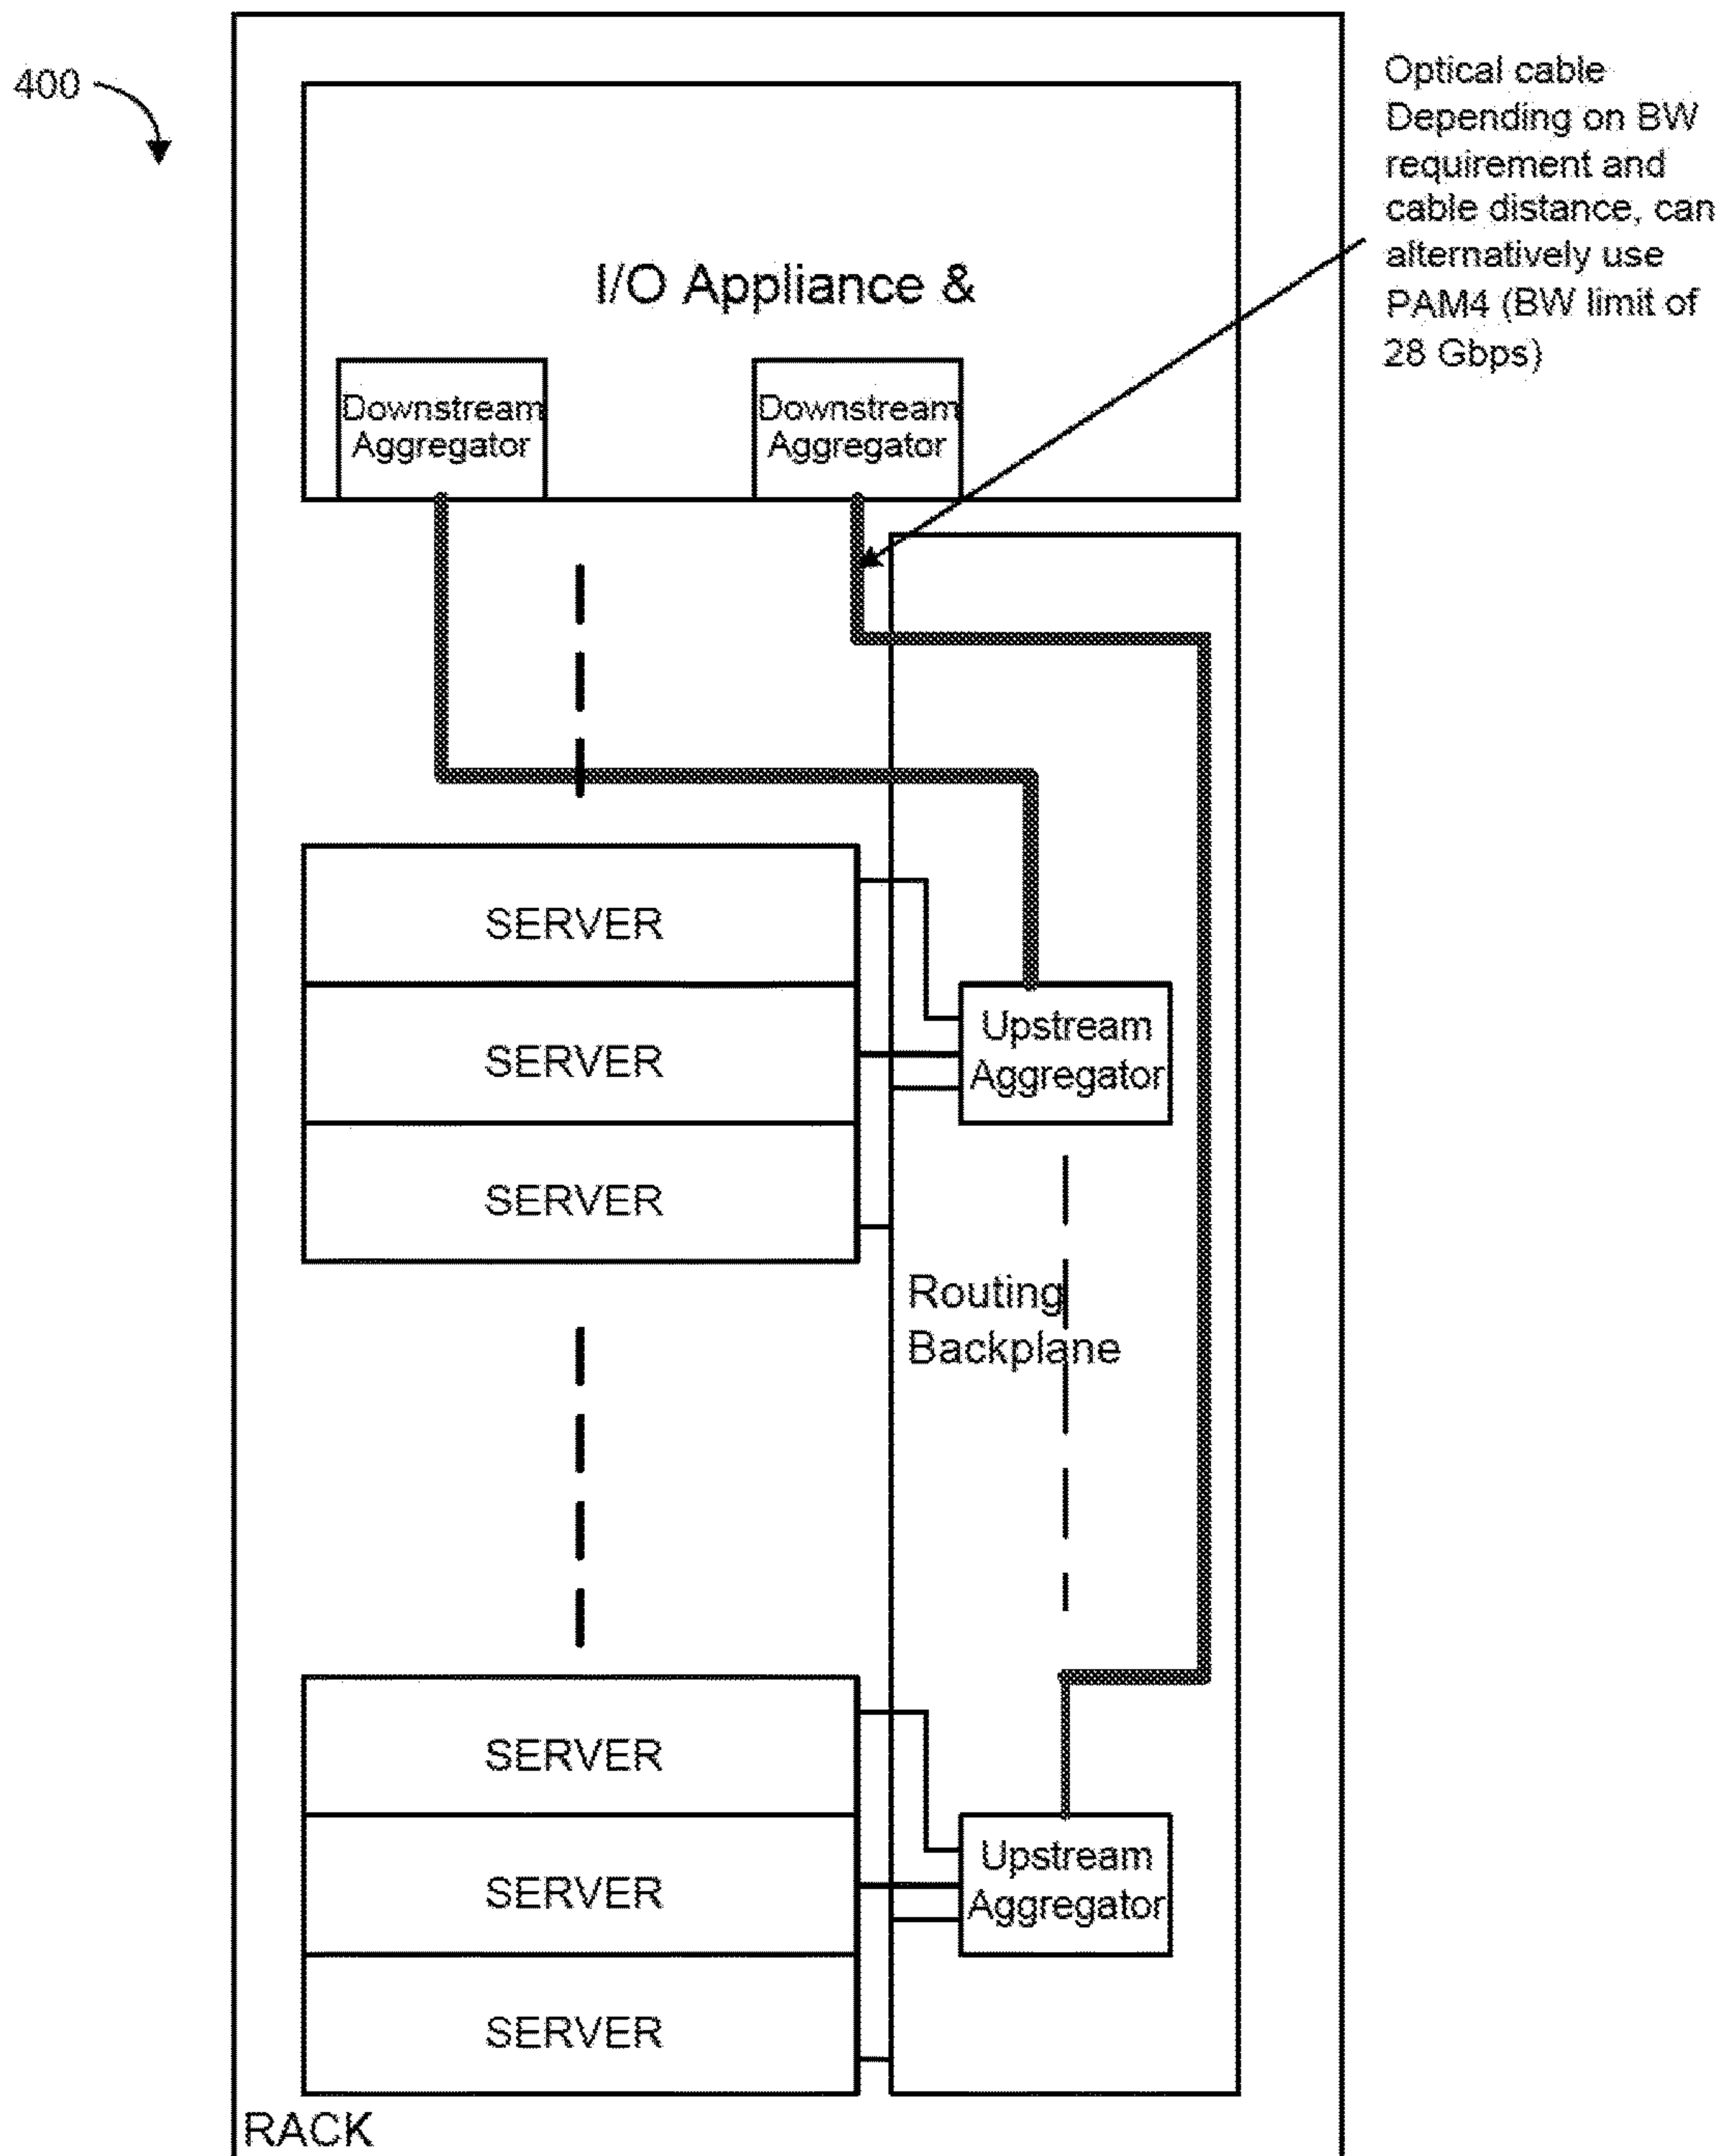 400
Optical cable
Depending on BW
requirement and
cable distance, can
alternatively use
PAM4 (BW limit of
28 Gbps)
I/O Appliance &
Downstream
Aggregator
Downstream
Aggregator
SERVER
SERVER
SERVER
Upstream
Aggregator
Routing
Backplane
SERVER
SERVER
SERVER
Upstream
Aggregator
RACK